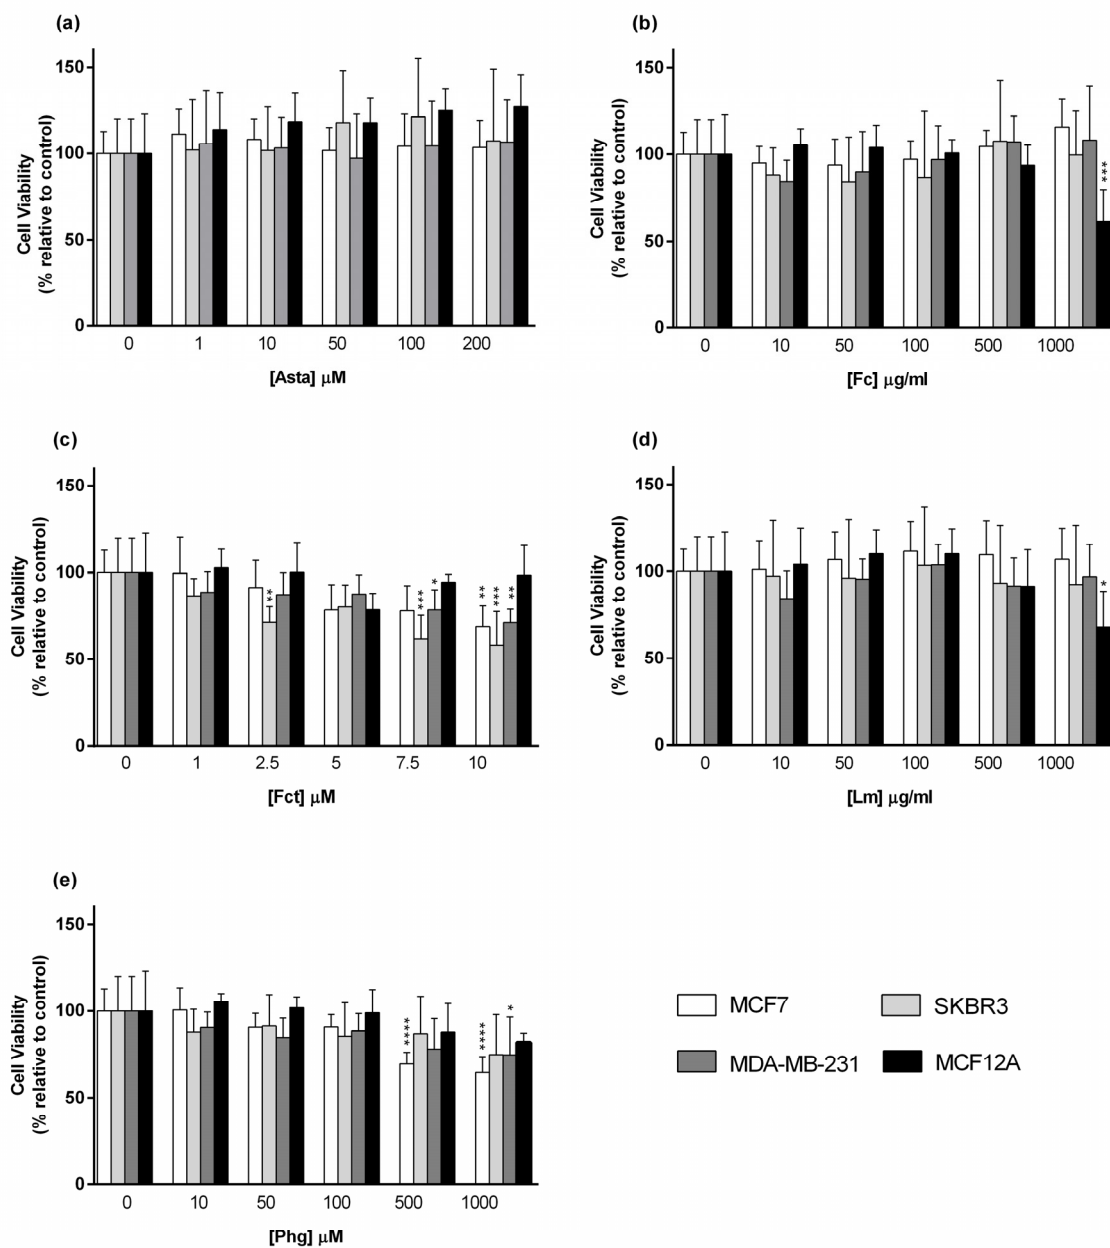 (a)
150
100
50
0
Cell Viability
(% relative to control)
0 1 10 50 100 200
[Asta] μM
(b)
150
100
50
0
Cell Viability
(% relative to control)
***
0 10 50 100 500 1000
[Fc] μg/ml
(c)
150
100
50
0
Cell Viability
(% relative to control)
** *** * ** *** **
0 1 2.5 5 7.5 10
[Fct] μM
(d)
150
100
50
0
Cell Viability
(% relative to control)
*
0 10 50 100 500 1000
[Lm] μg/ml
(e)
150
100
50
0
Cell Viability
(% relative to control)
**** **** *
0 10 50 100 500 1000
[Phg] μM
MCF7 SKBR3
MDA-MB-231 MCF12A